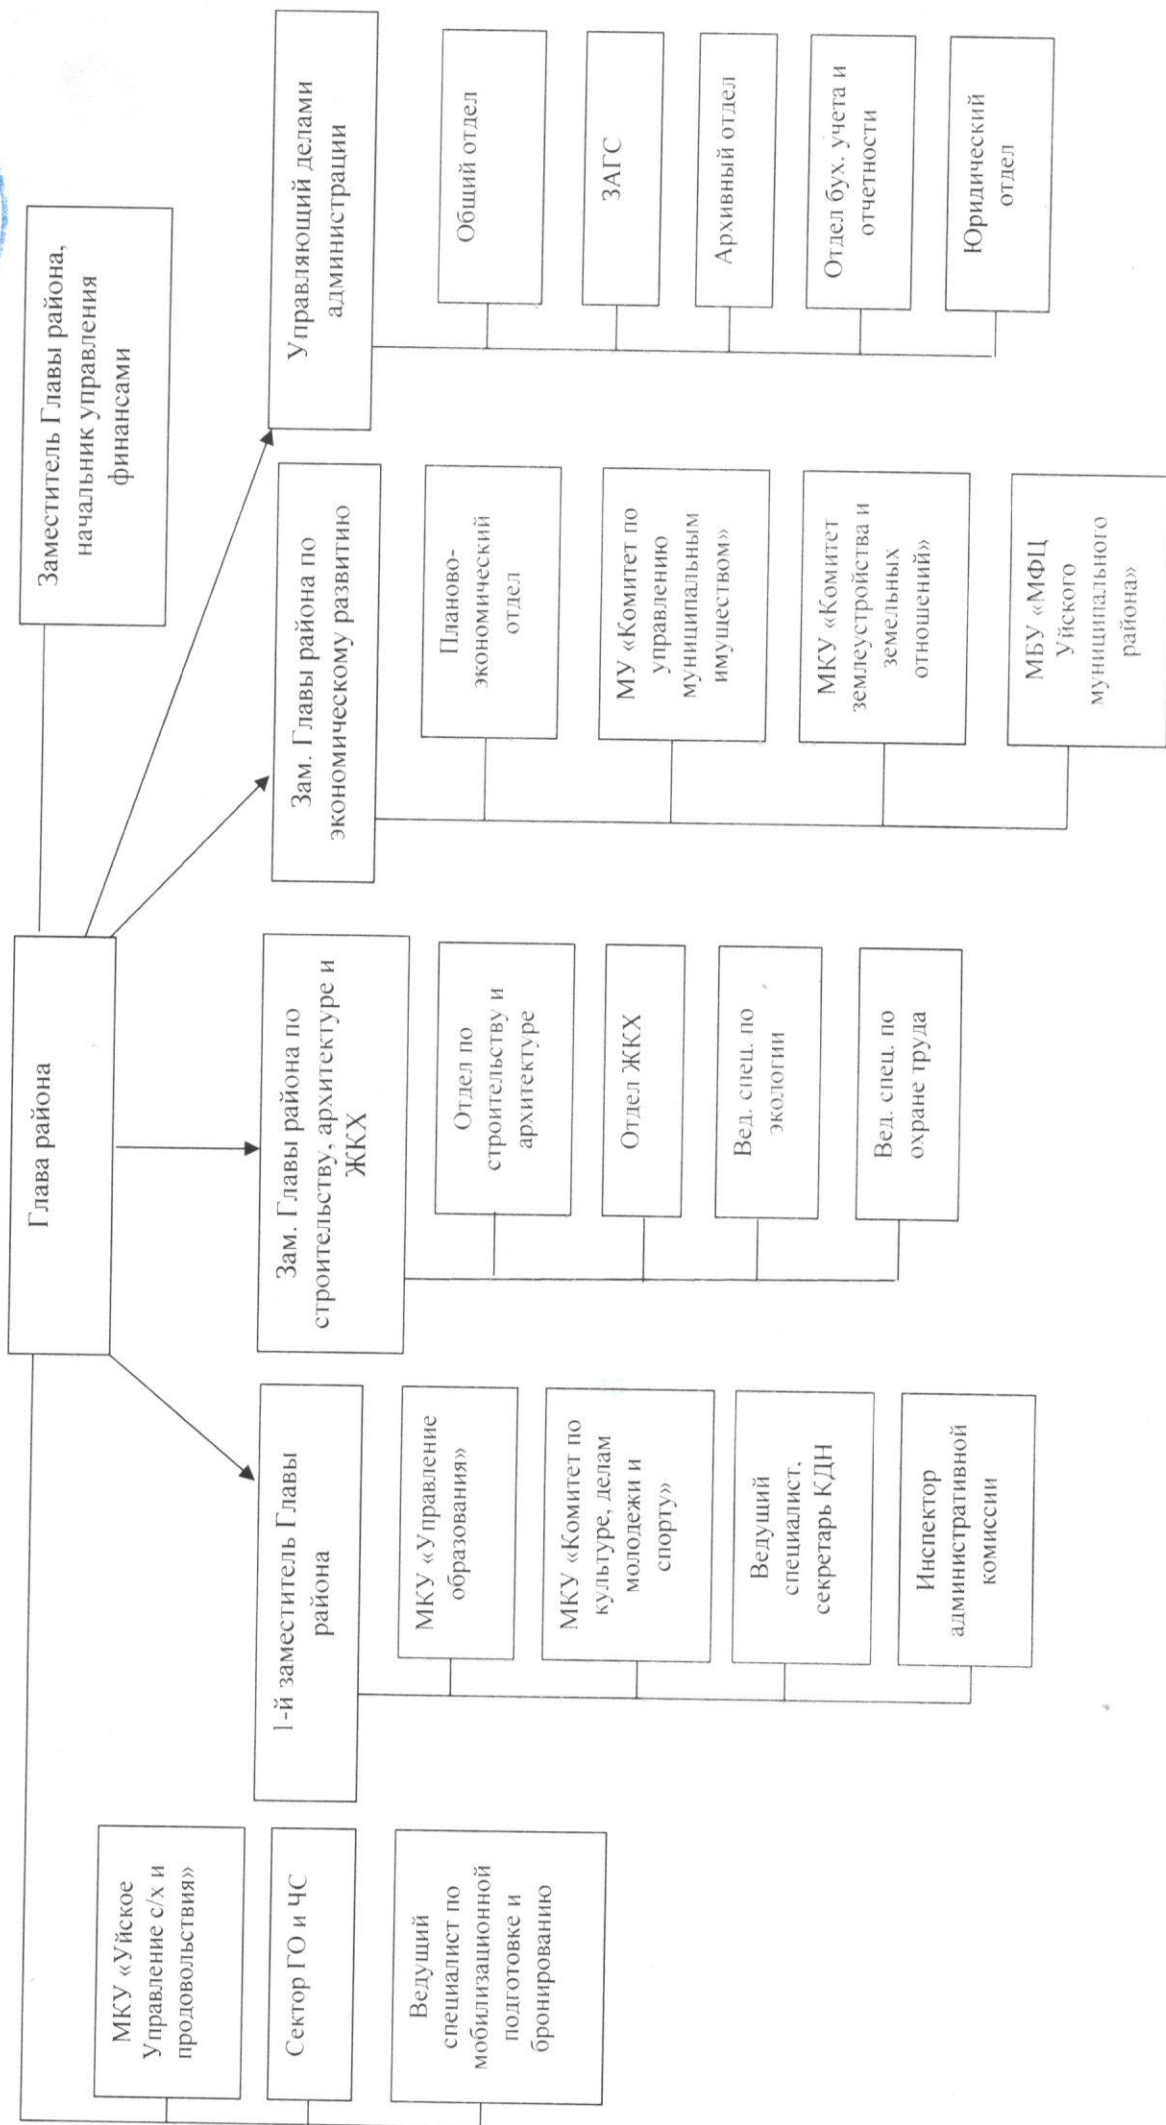 Глава района
Заместитель Главы района,
начальник управления
финансами
МКУ «Уйское
Управление с/х и
продовольствия»
Сектор ГО и ЧС
Ведущий
специалист по
мобилизационной
подготовке и
бронированию
1-й заместитель Главы
района
МКУ «Управление
образования»
МКУ «Комитет по
культуре, делам
молодежи и
спорту»
Ведущий
специалист.
секретарь КДН
Инспектор
административной
комиссии
Зам. Главы района по
строительству, архитектуре и
ЖКХ
Отдел по
строительству и
архитектуре
Отдел ЖКХ
Вед. спец. по
экологии
Вед. спец. по
охране труда
Зам. Главы района по
экономическому развитию
Планово-
экономический
отдел
МУ «Комитет по
управлению
муниципальным
имуществом»
МКУ «Комитет
землеустройства и
земельных
отношений»
МБУ «МФЦ
Уйского
муниципального
района»
Управляющий делами
администрации
Общий отдел
ЗАГС
Архивный отдел
Отдел бух. учета и
отчетности
Юридический
отдел